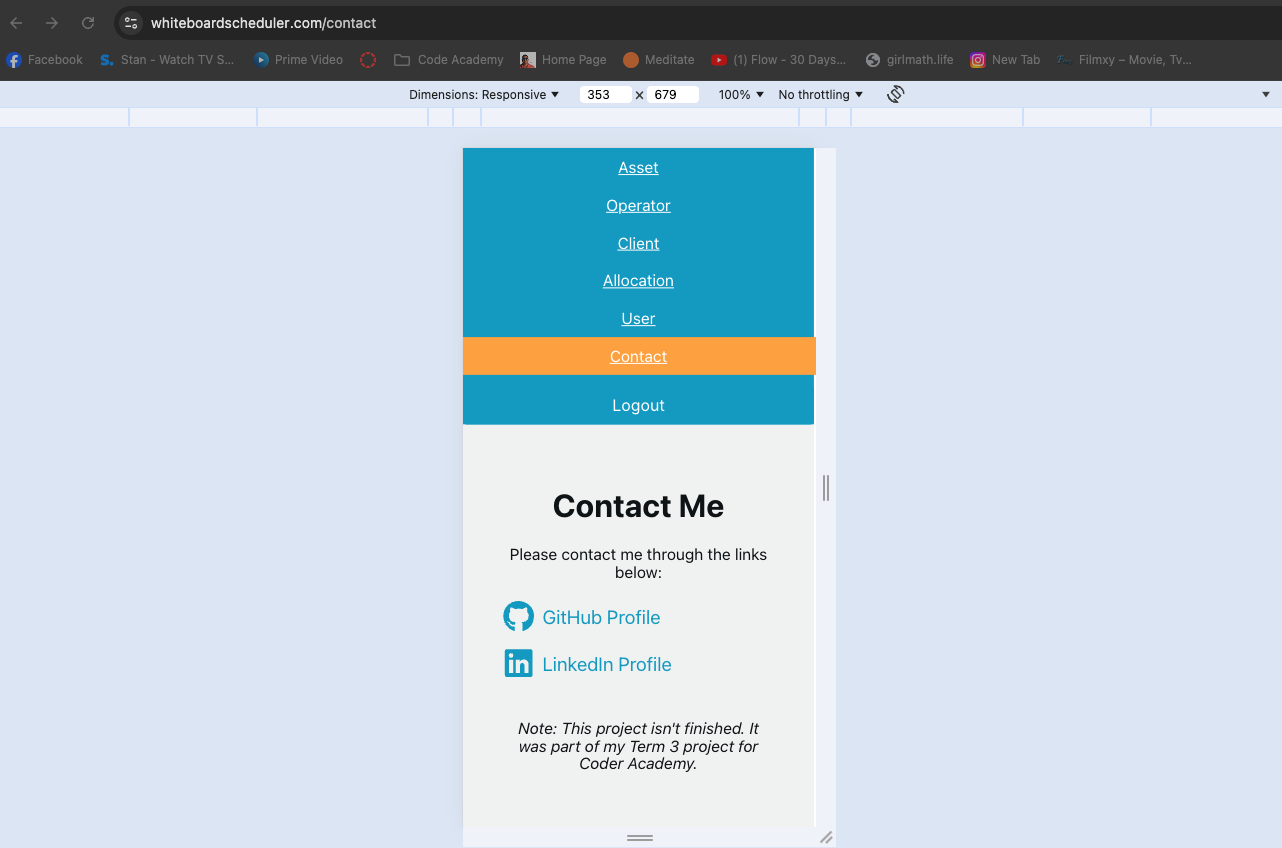 whiteboardscheduler.com/contact
Facebook
Stan - Watch TV S...
Prime Video
Code Academy
Home Page
Meditate
(1) Flow - 30 Days...
girlmath.life
New Tab
Filmxy – Movie, Tv...
Dimensions: Responsive
353 × 679
100%
No throttling
Asset
Operator
Client
Allocation
User
Contact
Logout
Contact Me
Please contact me through the links
below:
GitHub Profile
in LinkedIn Profile
Note: This project isn't finished. It
was part of my Term 3 project for
Coder Academy.